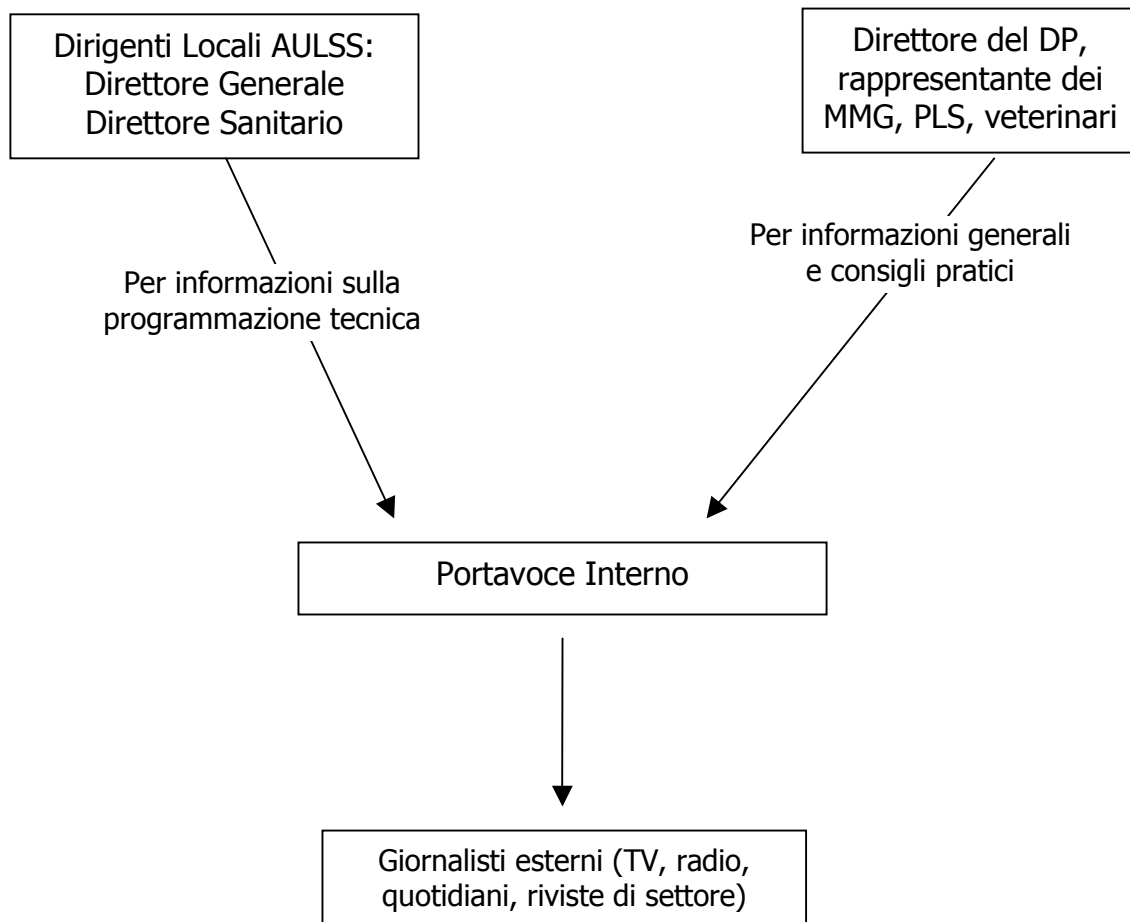 Dirigenti Locali AULSS:
Direttore Generale
Direttore Sanitario
Direttore del DP,
rappresentante dei
MMG, PLS, veterinari
Per informazioni sulla
programmazione tecnica
Per informazioni generali
e consigli pratici
Portavoce Interno
Giornalisti esterni (TV, radio,
quotidiani, riviste di settore)